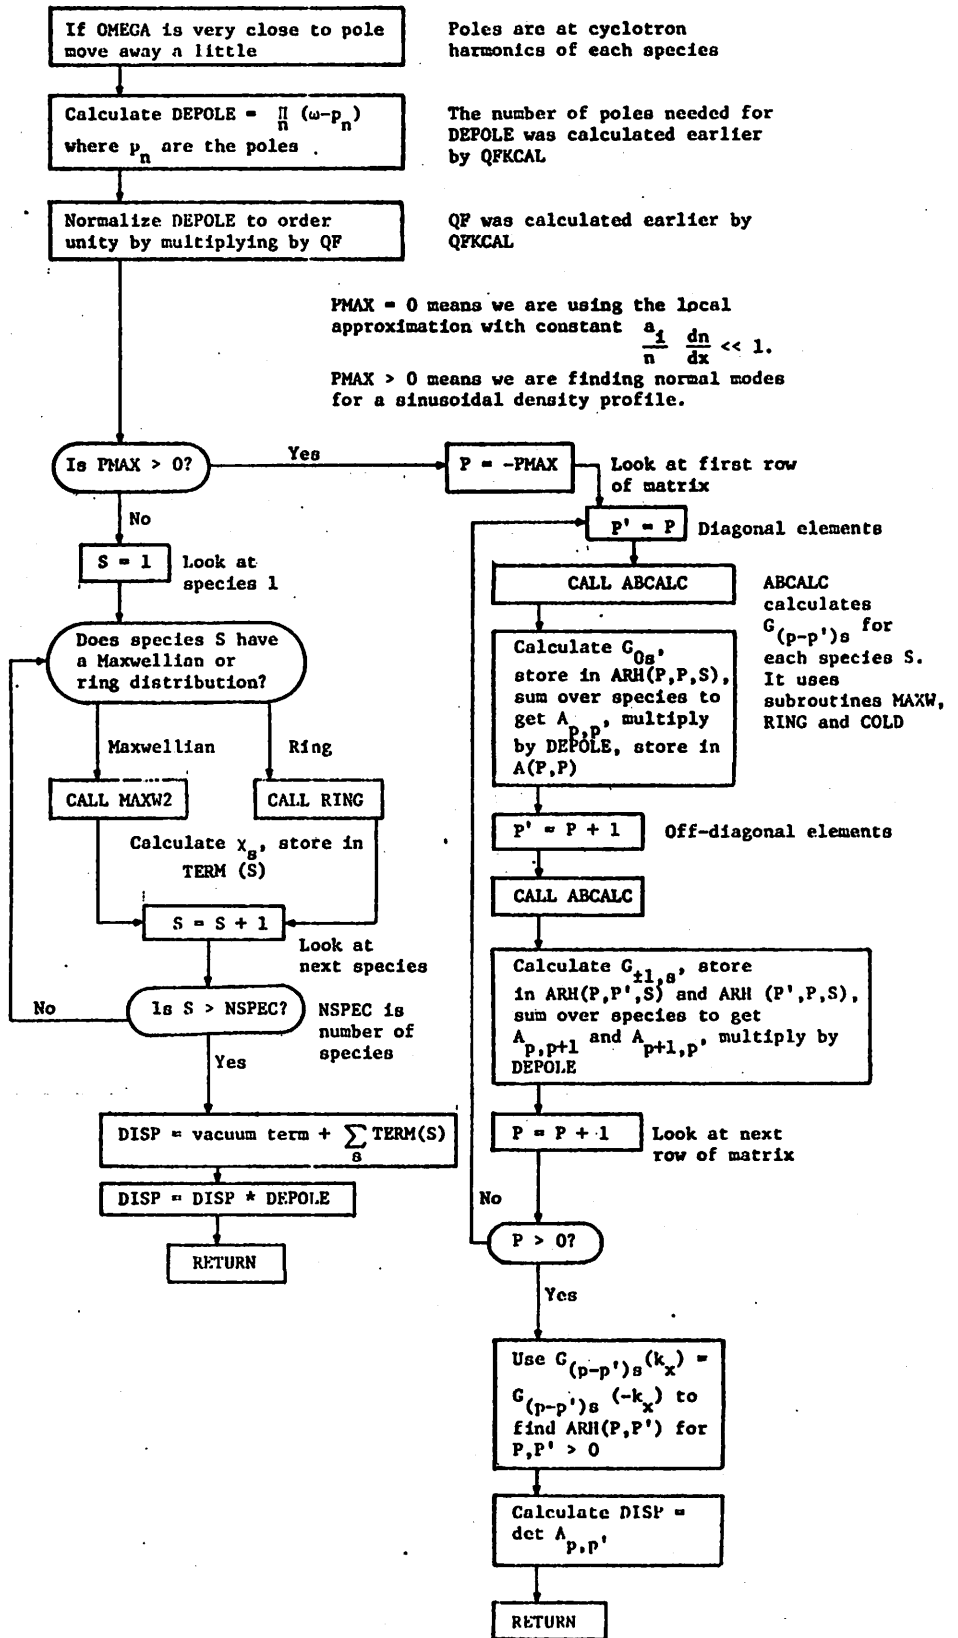 If OMEGA is very close to pole
move away a little
Poles are at cyclotron
harmonics of each species
Calculate DEPOLE = Π_n (ω-p_n)
where p_n are the poles .
The number of poles needed for
DEPOLE was calculated earlier
by QFKCAL
Normalize DEPOLE to order
unity by multiplying by QF
QF was calculated earlier by
QFKCAL
PMAX = 0 means we are using the local
approximation with constant a_i/n dn/dx << 1.
PMAX > 0 means we are finding normal modes
for a sinusoidal density profile.
Is PMAX > 0?
Yes
P = -PMAX
Look at first row
of matrix
No
P' = P
Diagonal elements
S = 1
Look at
species 1
CALL ABCALC
ABCALC
calculates
G_(p-p')s for
each species S.
It uses
subroutines MAXW,
RING and COLD
Does species S have
a Maxwellian or
ring distribution?
Calculate G_0s,
store in ARH(P,P,S),
sum over species to
get A_p,p, multiply
by DEPOLE, store in
A(P,P)
Maxwellian
Ring
CALL MAXW2
CALL RING
P' = P + 1
Off-diagonal elements
Calculate χ_s, store in
TERM (S)
CALL ABCALC
S = S + 1
Look at
next species
Calculate G_±1,s, store
in ARH(P,P',S) and ARH (P',P,S),
sum over species to get
A_p,p+1 and A_p+1,p, multiply by
DEPOLE
Is S > NSPEC?
No
NSPEC is
number of
species
Yes
DISP = vacuum term + Σ_s TERM(S)
P = P + 1
Look at next
row of matrix
DISP = DISP * DEPOLE
No
RETURN
P > 0?
Yes
Use G_(p-p')s(k_x) =
G_(p-p')s (-k_x) to
find ARH(P,P') for
P,P' > 0
Calculate DISP =
det A_p,p'
RETURN